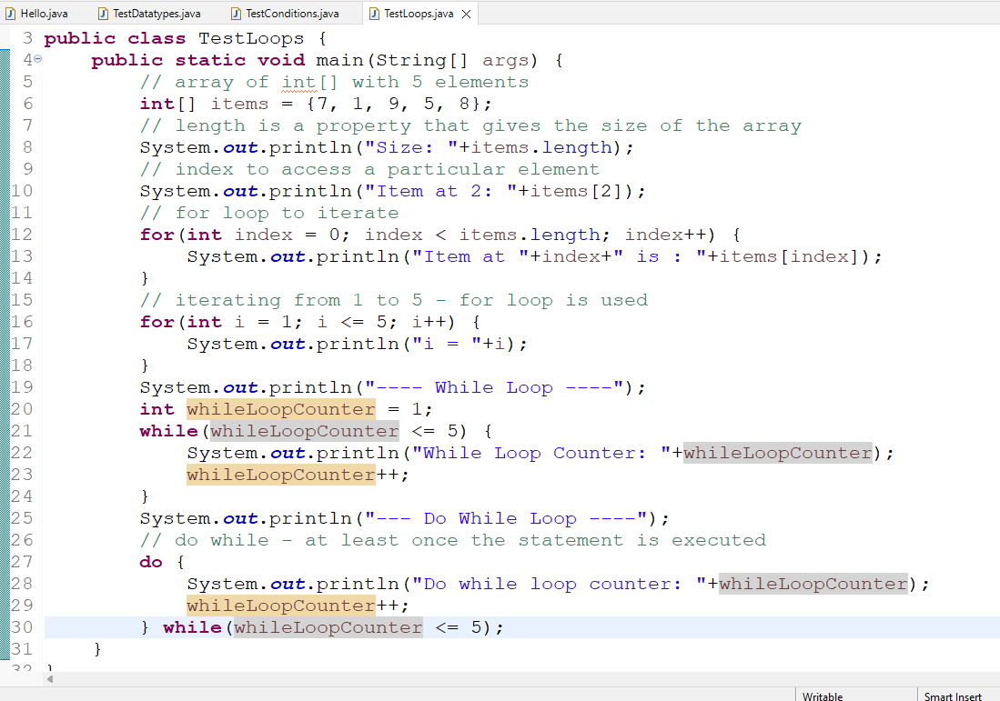 Hello.java TestDatatypes.java TestConditions.java TestLoops.java
3 public class TestLoops {
4 public static void main(String[] args) {
5 // array of int[] with 5 elements
6 int[] items = {7, 1, 9, 5, 8};
7 // length is a property that gives the size of the array
8 System.out.println("Size: "+items.length);
9 // index to access a particular element
10 System.out.println("Item at 2: "+items[2]);
11 // for loop to iterate
12 for(int index = 0; index < items.length; index++) {
13 System.out.println("Item at "+index+" is : "+items[index]);
14 }
15 // iterating from 1 to 5 - for loop is used
16 for(int i = 1; i <= 5; i++) {
17 System.out.println("i = "+i);
18 }
19 System.out.println("---- While Loop ----");
20 int whileLoopCounter = 1;
21 while(whileLoopCounter <= 5) {
22 System.out.println("While Loop Counter: "+whileLoopCounter);
23 whileLoopCounter++;
24 }
25 System.out.println("--- Do While Loop ----");
26 // do while - at least once the statement is executed
27 do {
28 System.out.println("Do while loop counter: "+whileLoopCounter);
29 whileLoopCounter++;
30 } while(whileLoopCounter <= 5);
31 }
32 }
Writable Smart Insert